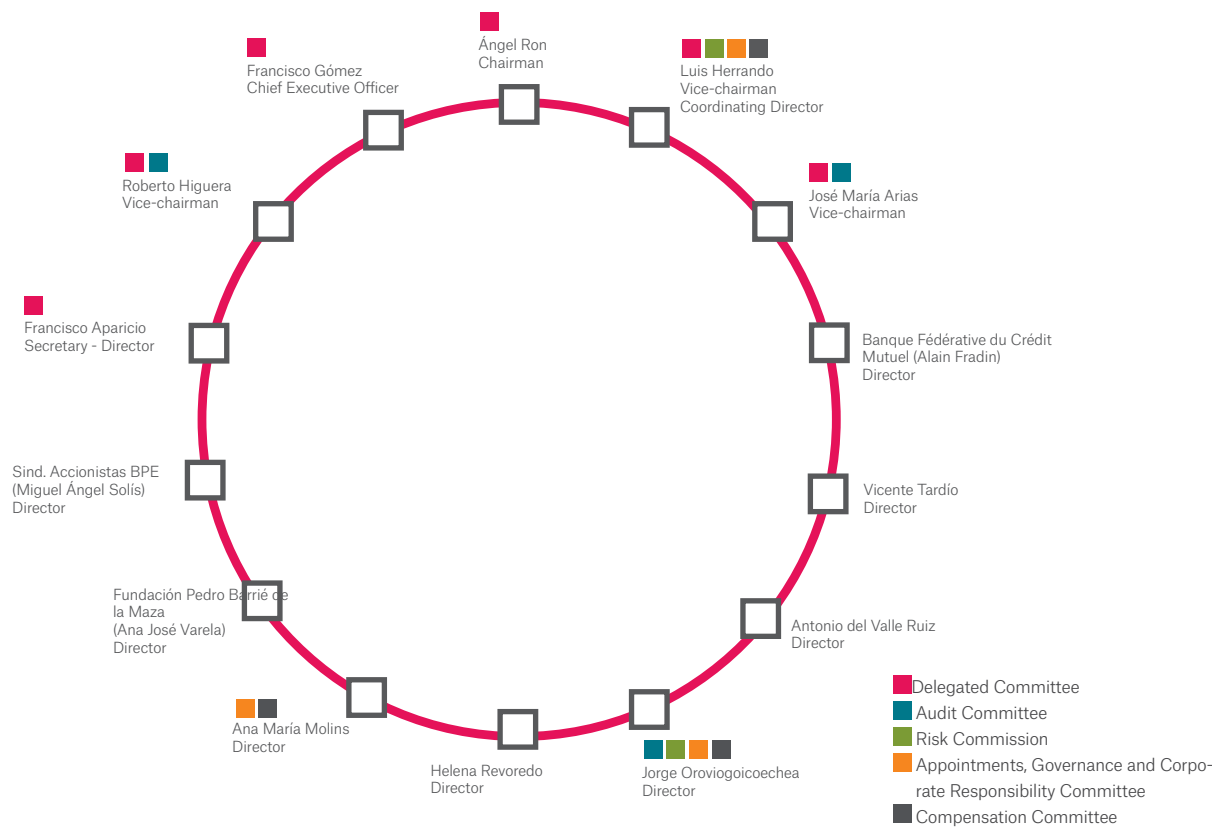 Ángel Ron
Chairman
Luis Herrando
Vice-chairman
Coordinating Director
Francisco Gómez
Chief Executive Officer
Roberto Higuera
Vice-chairman
José María Arias
Vice-chairman
Francisco Aparicio
Secretary - Director
Banque Fédérative du Crédit
Mutuel (Alain Fradin)
Director
Sind. Accionistas BPE
(Miguel Ángel Solís)
Director
Vicente Tardío
Director
Fundación Pedro Barrié de
la Maza
(Ana José Varela)
Director
Antonio del Valle Ruiz
Director
Ana María Molins
Director
Helena Revoredo
Director
Jorge Oroviogoicoechea
Director
Delegated Committee
Audit Committee
Risk Commission
Appointments, Governance and Corpo-
rate Responsibility Committee
Compensation Committee